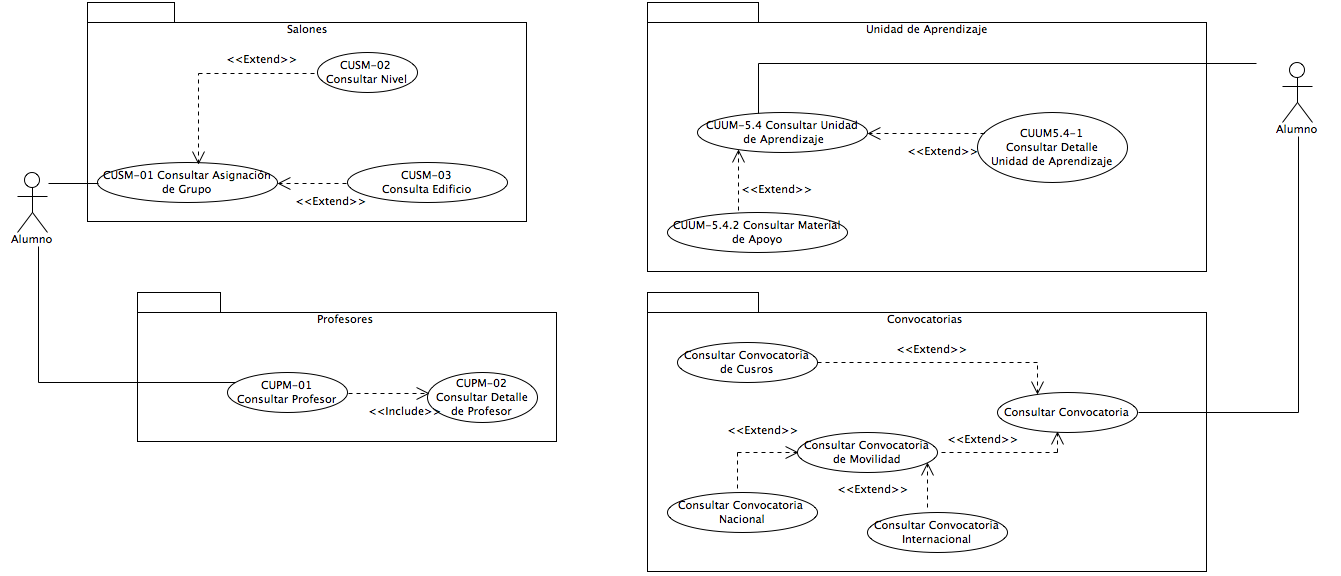 Salones
<<Extend>>
CUSM-02
Consultar Nivel
CUSM-01 Consultar Asignación
de Grupo
CUSM-03
Consulta Edificio
<<Extend>>
Alumno
Profesores
CUPM-01
Consultar Profesor
<<Include>>
CUPM-02
Consultar Detalle
de Profesor
Unidad de Aprendizaje
CUUM-5.4 Consultar Unidad
de Aprendizaje
<<Extend>>
CUUM5.4-1
Consultar Detalle
Unidad de Aprendizaje
<<Extend>>
CUUM-5.4.2 Consultar Material
de Apoyo
Alumno
Convocatorias
Consultar Convocatoria
de Cusros
<<Extend>>
Consultar Convocatoria
<<Extend>>
Consultar Convocatoria
de Movilidad
<<Extend>>
<<Extend>>
Consultar Convocatoria
Nacional
Consultar Convocatoria
Internacional